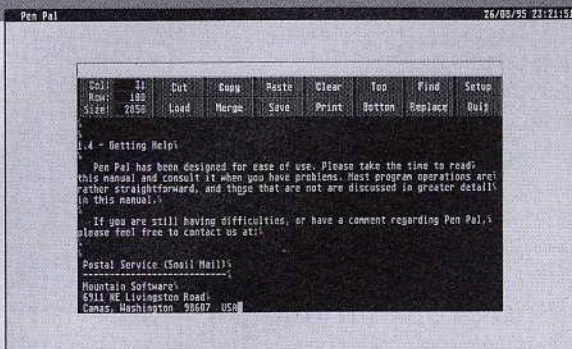 Pen Pal 26/08/95 23:21:51
Col: 31 Cut Copy Paste Clear Top Find Setup
Row: 108
Size: 2858 Load Merge Save Print Bottom Replace Quit
1.4 - Getting Help
Pen Pal has been designed for ease of use. Please take the time to read
this manual and consult it when you have problems. Most program operations are
rather straightforward, and those that are not are discussed in greater detail
in this manual.
If you are still having difficulties, or have a comment regarding Pen Pal,
please feel free to contact us at:
Postal Service (Snail Mail)
---------------------------
Mountain Software
6911 NE Livingston Road
Camas, Washington 98607 USA